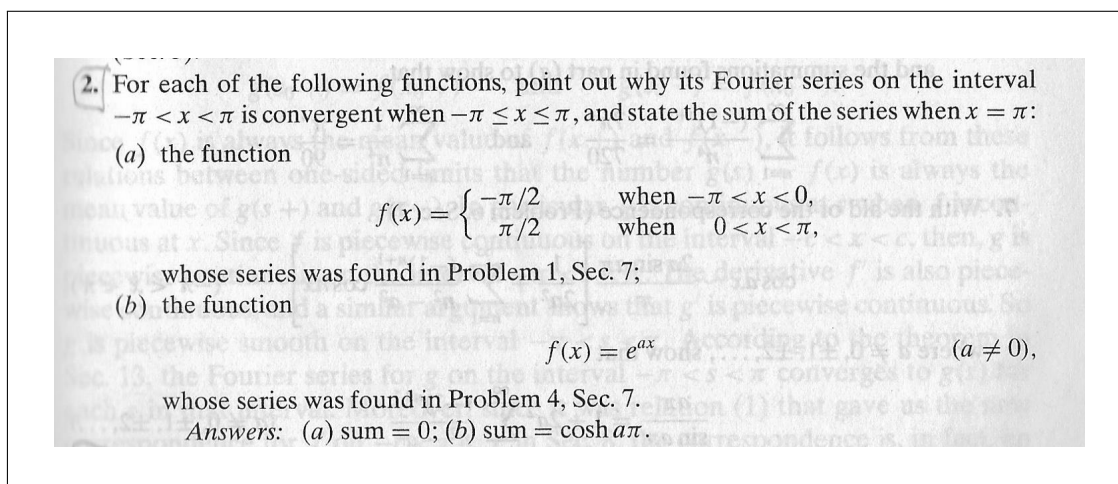 2. For each of the following functions, point out why its Fourier series on the interval
−π < x < π is convergent when −π ≤ x ≤ π, and state the sum of the series when x = π:
(a) the function
f(x) = { −π/2 when −π < x < 0,
π/2 when 0 < x < π,
whose series was found in Problem 1, Sec. 7;
(b) the function
f(x) = e^{ax} (a ≠ 0),
whose series was found in Problem 4, Sec. 7.
Answers: (a) sum = 0; (b) sum = cosh aπ.